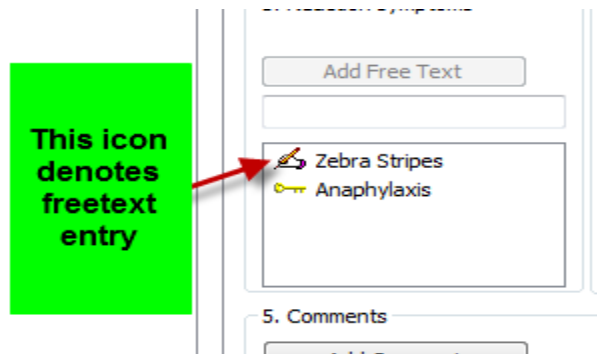 Add Free Text
This icon
denotes
freetext
entry
Zebra Stripes
Anaphylaxis
5. Comments